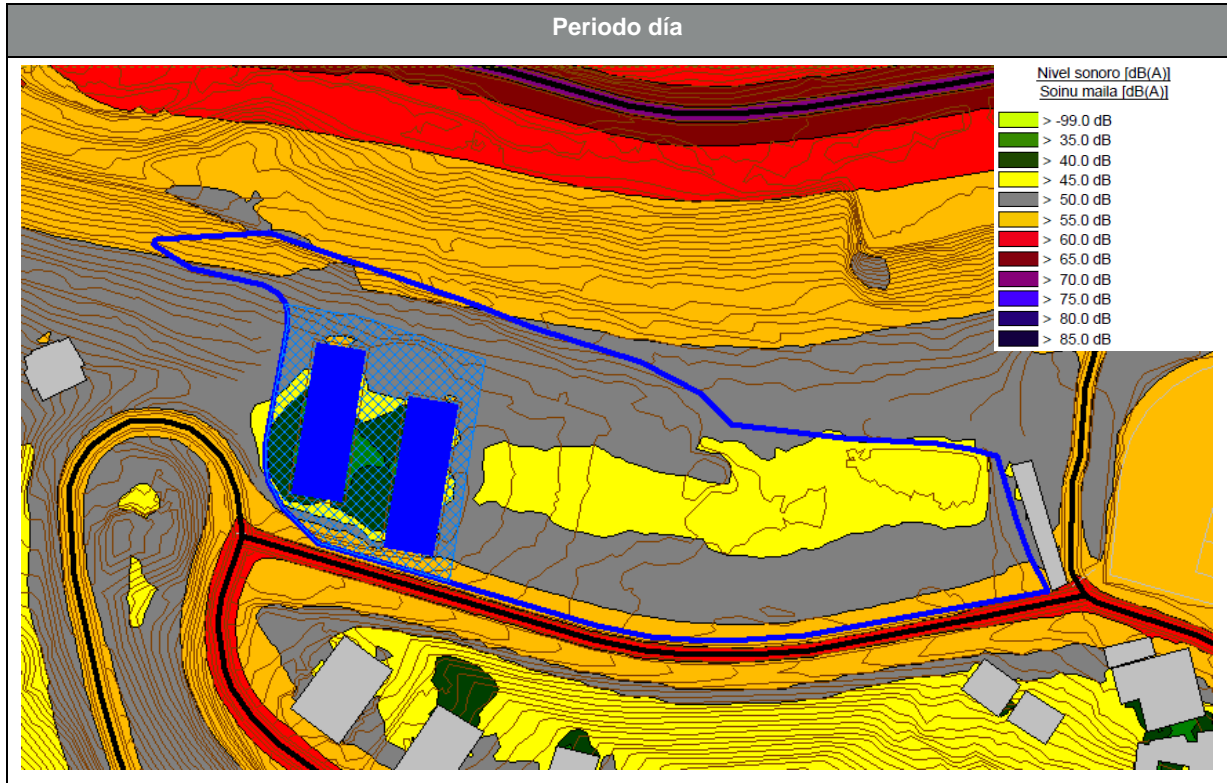 Periodo día
Nivel sonoro [dB(A)]
Soinu maila [dB(A)]
> -99.0 dB
> 35.0 dB
> 40.0 dB
> 45.0 dB
> 50.0 dB
> 55.0 dB
> 60.0 dB
> 65.0 dB
> 70.0 dB
> 75.0 dB
> 80.0 dB
> 85.0 dB